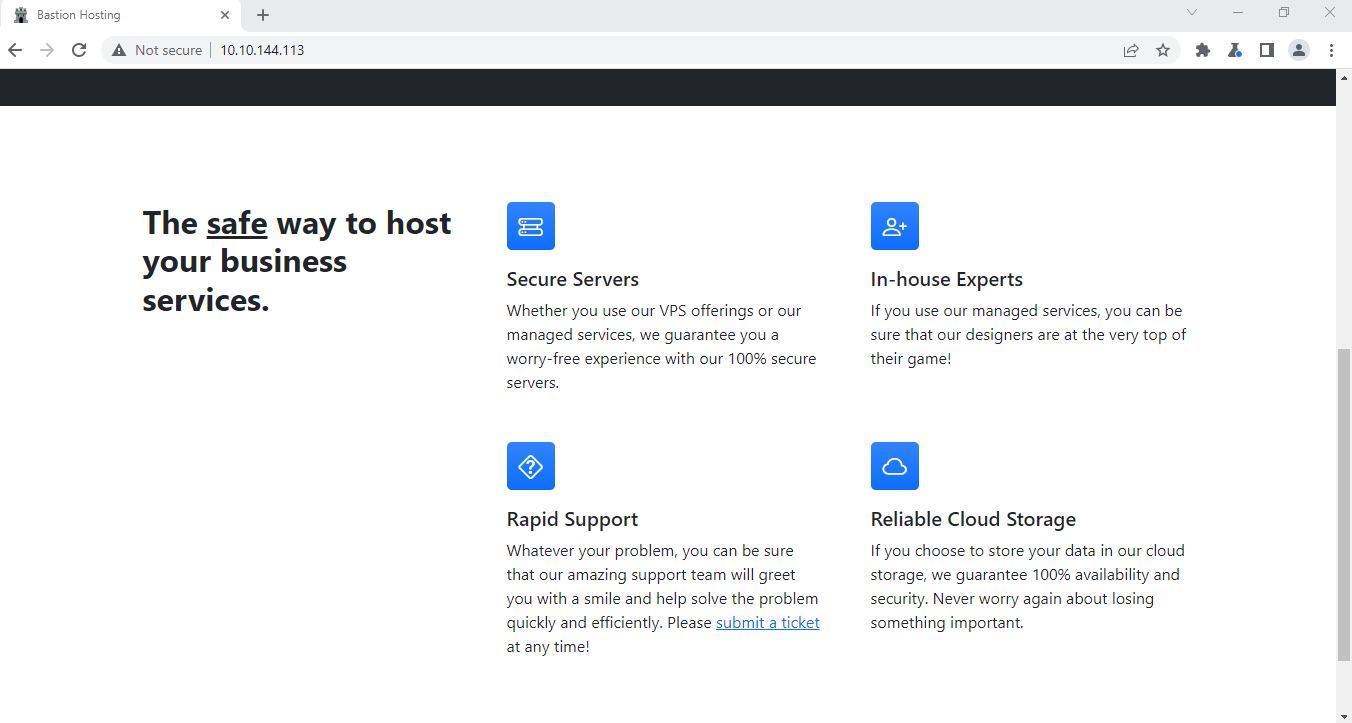 Bastion Hosting
Not secure
10.10.144.113
The safe way to host
your business
services.
Secure Servers
Whether you use our VPS offerings or our
managed services, we guarantee you a
worry-free experience with our 100% secure
servers.
In-house Experts
If you use our managed services, you can be
sure that our designers are at the very top of
their game!
Rapid Support
Whatever your problem, you can be sure
that our amazing support team will greet
you with a smile and help solve the problem
quickly and efficiently. Please submit a ticket
at any time!
Reliable Cloud Storage
If you choose to store your data in our cloud
storage, we guarantee 100% availability and
security. Never worry again about losing
something important.